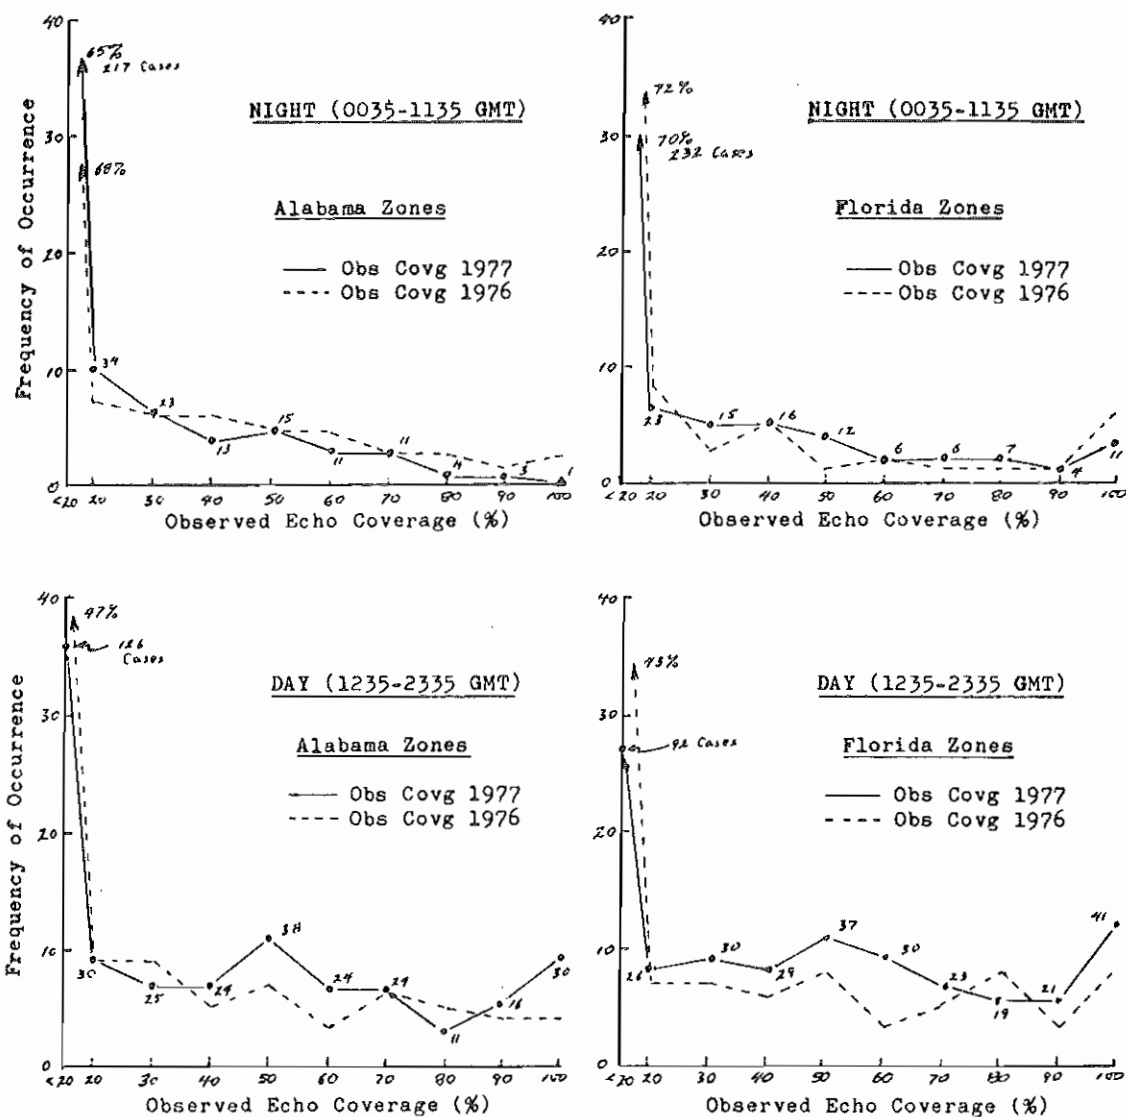 40
65%
217 Cases
NIGHT (0035-1135 GMT)
30
68%
Alabama Zones
Obs Covg 1977
Obs Covg 1976
20
10
0
34
23
13
15
11
11
4
3
1
<20 20 30 40 50 60 70 80 90 100
Observed Echo Coverage (%)
Frequency of Occurrence
40
72%
NIGHT (0035-1135 GMT)
30
70%
232 Cases
Florida Zones
Obs Covg 1977
Obs Covg 1976
20
10
0
23
15
16
12
6
6
7
4
11
<20 20 30 40 50 60 70 80 90 100
Observed Echo Coverage (%)
40
47%
126
Cases
DAY (1235-2335 GMT)
30
Alabama Zones
Obs Covg 1977
Obs Covg 1976
20
10
0
30
25
24
38
24
24
11
16
30
<20 20 30 40 50 60 70 80 90 100
Observed Echo Coverage (%)
Frequency of Occurrence
40
43%
92 Cases
DAY (1235-2335 GMT)
30
Florida Zones
Obs Covg 1977
Obs Covg 1976
20
10
0
26
30
29
37
30
23
19
21
41
<20 20 30 40 50 60 70 80 90 100
Observed Echo Coverage (%)